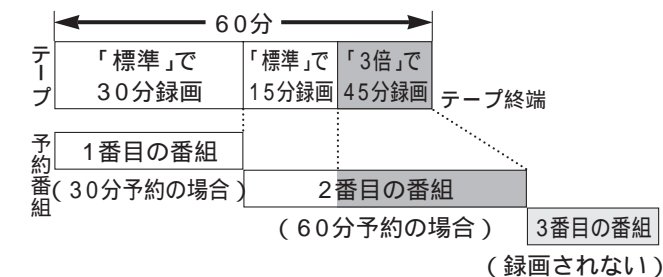 60分
テープ
「標準」で
30分録画
「標準」で
15分録画
「3倍」で
45分録画
テープ終端
予約番組
1番目の番組
(30分予約の場合)
2番目の番組
(60分予約の場合)
3番目の番組
(録画されない)